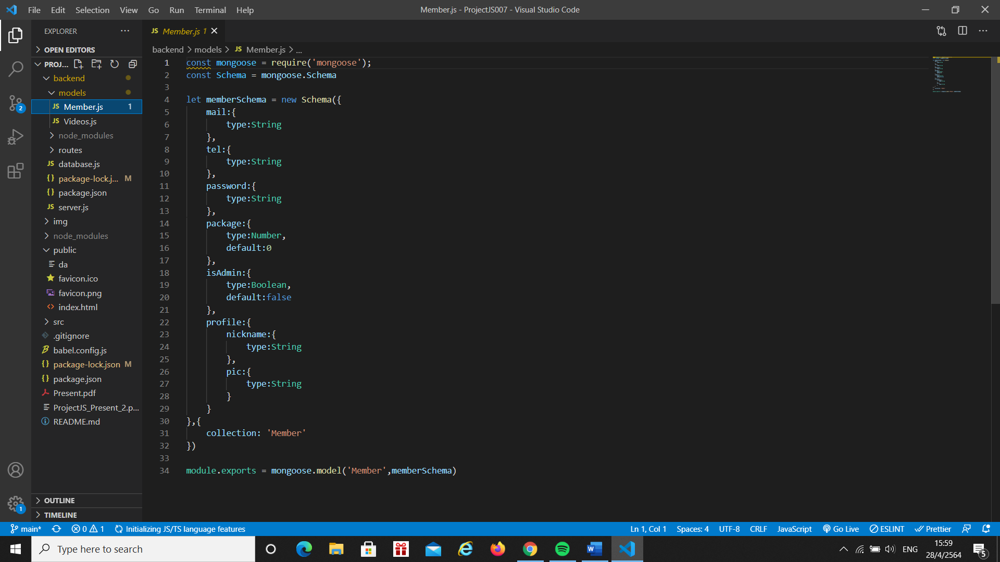 File Edit Selection View Go Run Terminal Help
Member.js - ProjectJS007 - Visual Studio Code
EXPLORER
OPEN EDITORS
PROJ...
backend
models
JS Member.js 1
JS Videos.js
node_modules
routes
JS database.js
{} package-lock.j... M
{} package.json
JS server.js
img
node_modules
public
da
favicon.ico
favicon.png
<> index.html
src
.gitignore
babel.config.js
{} package-lock.json M
{} package.json
Present.pdf
ProjectJS_Present_2.p...
README.md
OUTLINE
TIMELINE
2
1
JS Member.js 1
backend > models > JS Member.js > ...
1 const mongoose = require('mongoose');
2 const Schema = mongoose.Schema
3
4 let memberSchema = new Schema({
5 mail:{
6 type:String
7 },
8 tel:{
9 type:String
10 },
11 password:{
12 type:String
13 },
14 package:{
15 type:Number,
16 default:0
17 },
18 isAdmin:{
19 type:Boolean,
20 default:false
21 },
22 profile:{
23 nickname:{
24 type:String
25 },
26 pic:{
27 type:String
28 }
29 }
30 },{
31 collection: 'Member'
32 })
33
34 module.exports = mongoose.model('Member',memberSchema)
main* 0 1 Initializing JS/TS language features
Ln 1, Col 1 Spaces: 4 UTF-8 CRLF JavaScript Go Live ESLINT Prettier
Type here to search
ENG
15:59
28/4/2564
5